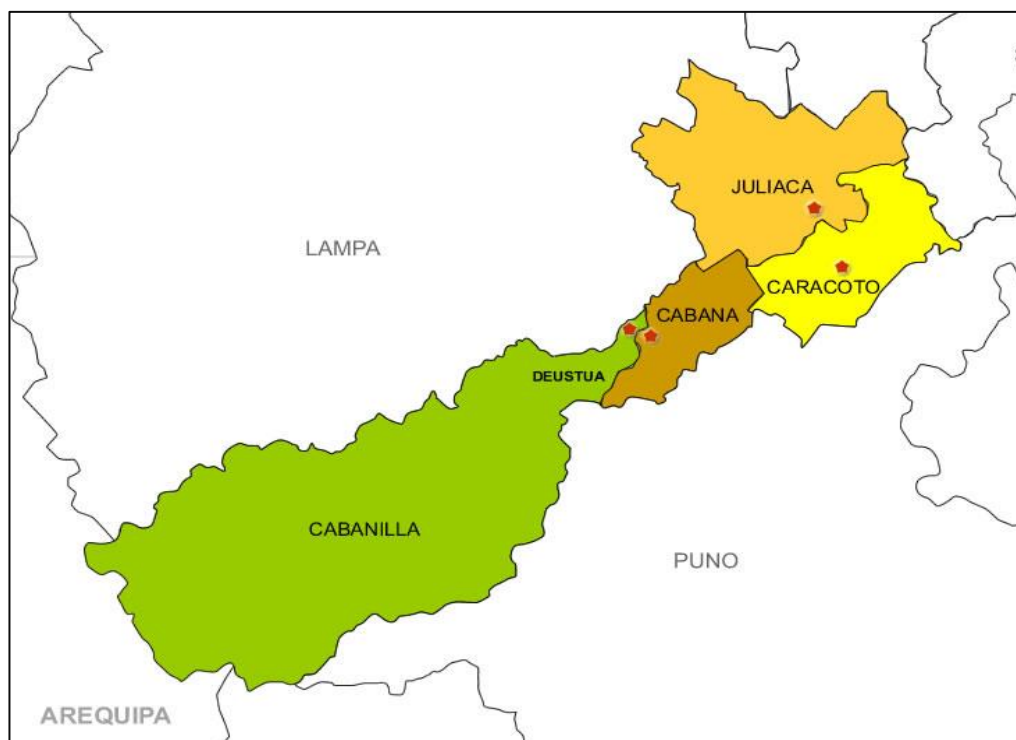 JULIACA
LAMPA
CARACOTO
CABANA
DEUSTUA
CABANILLA
PUNO
AREQUIPA